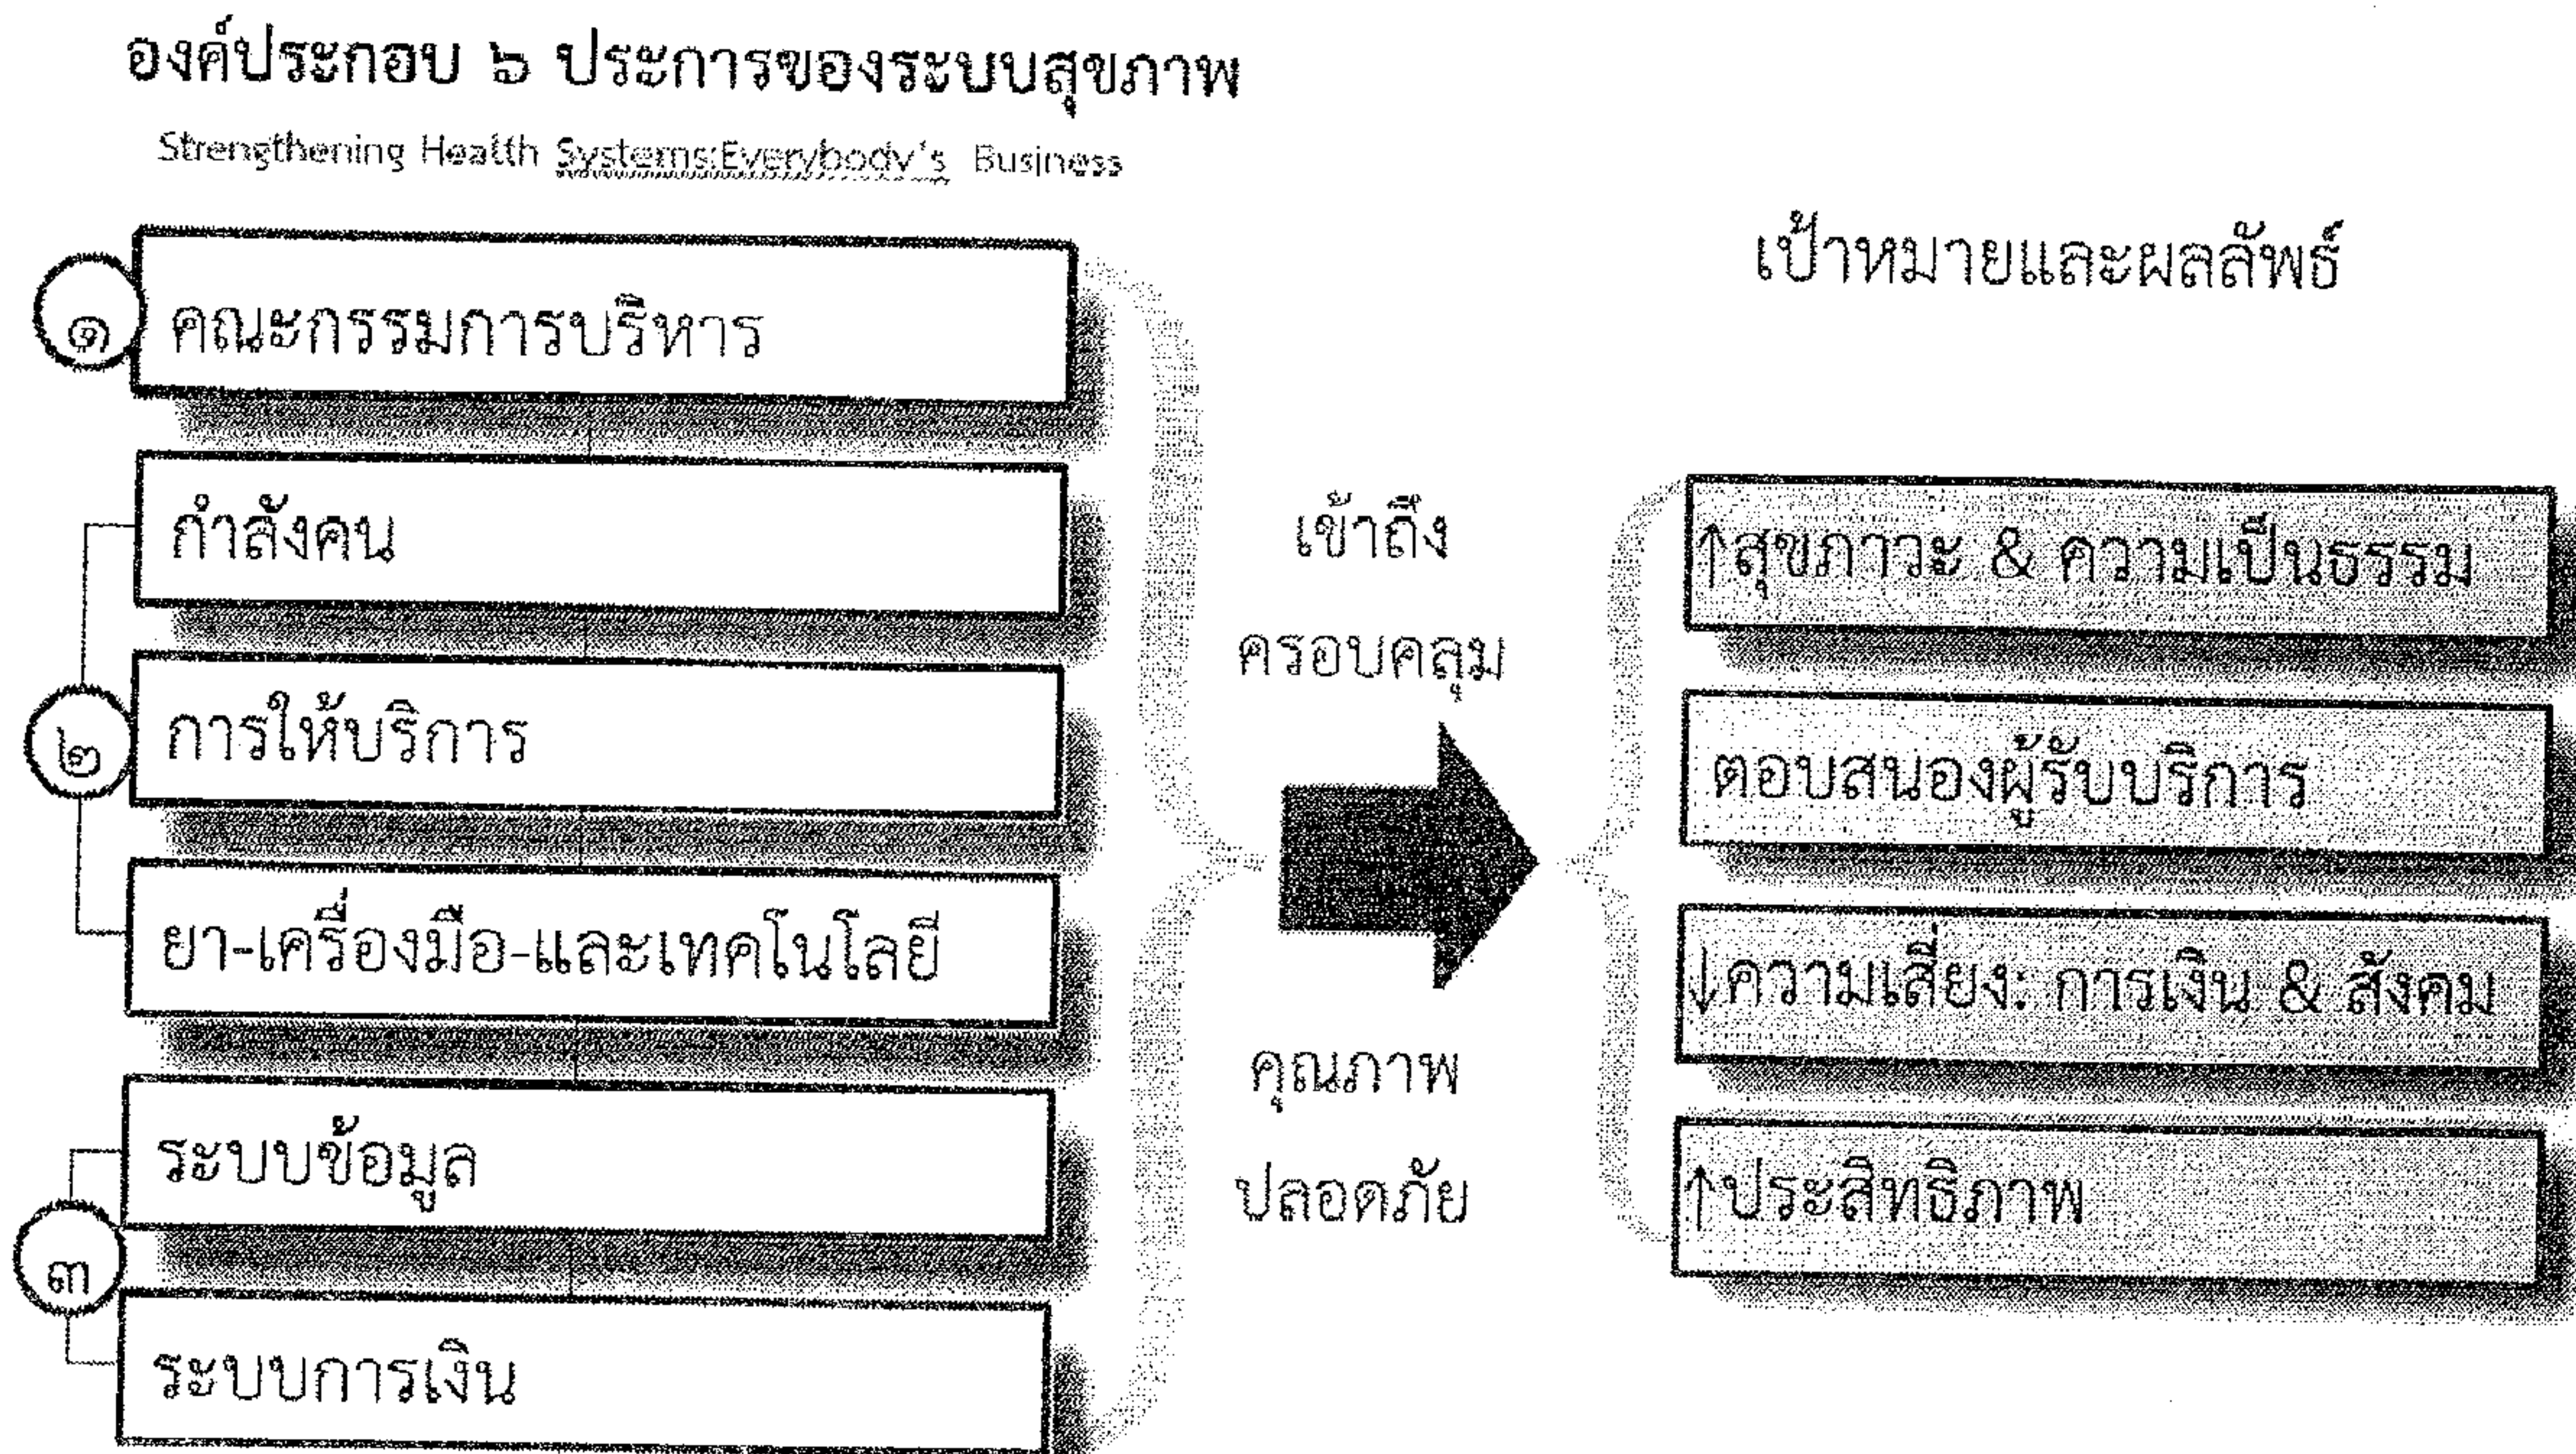 องค์ประกอบ ๖ ประการของระบบสุขภาพ
Strengthening Health Systems:Everybody's Business
๑
คณะกรรมการบริหาร
กำลังคน
๒
การให้บริการ
ยา-เครื่องมือ-และเทคโนโลยี
ระบบข้อมูล
๓
ระบบการเงิน
เข้าถึง
ครอบคลุม
คุณภาพ
ปลอดภัย
เป้าหมายและผลลัพธ์
↑สุขภาวะ & ความเป็นธรรม
ตอบสนองผู้รับบริการ
↓ความเสี่ยง: การเงิน & สังคม
↑ประสิทธิภาพ